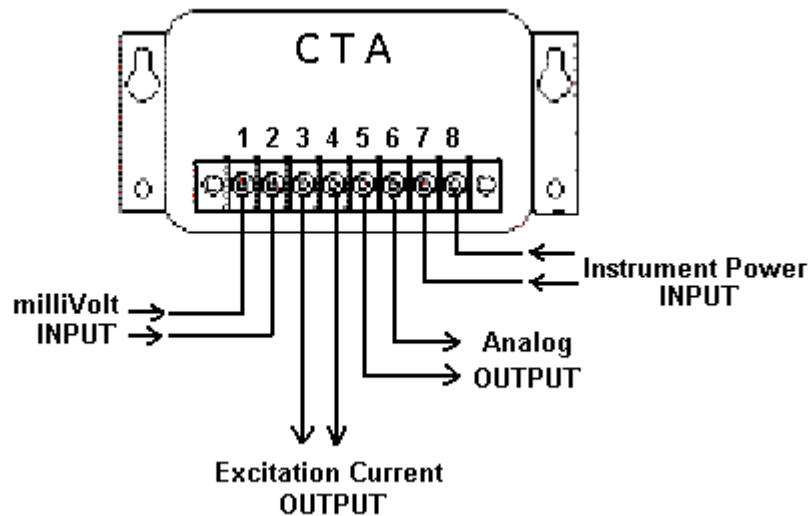 CTA
1 2 3 4 5 6 7 8
Instrument Power
INPUT
milliVolt
INPUT
Analog
OUTPUT
Excitation Current
OUTPUT